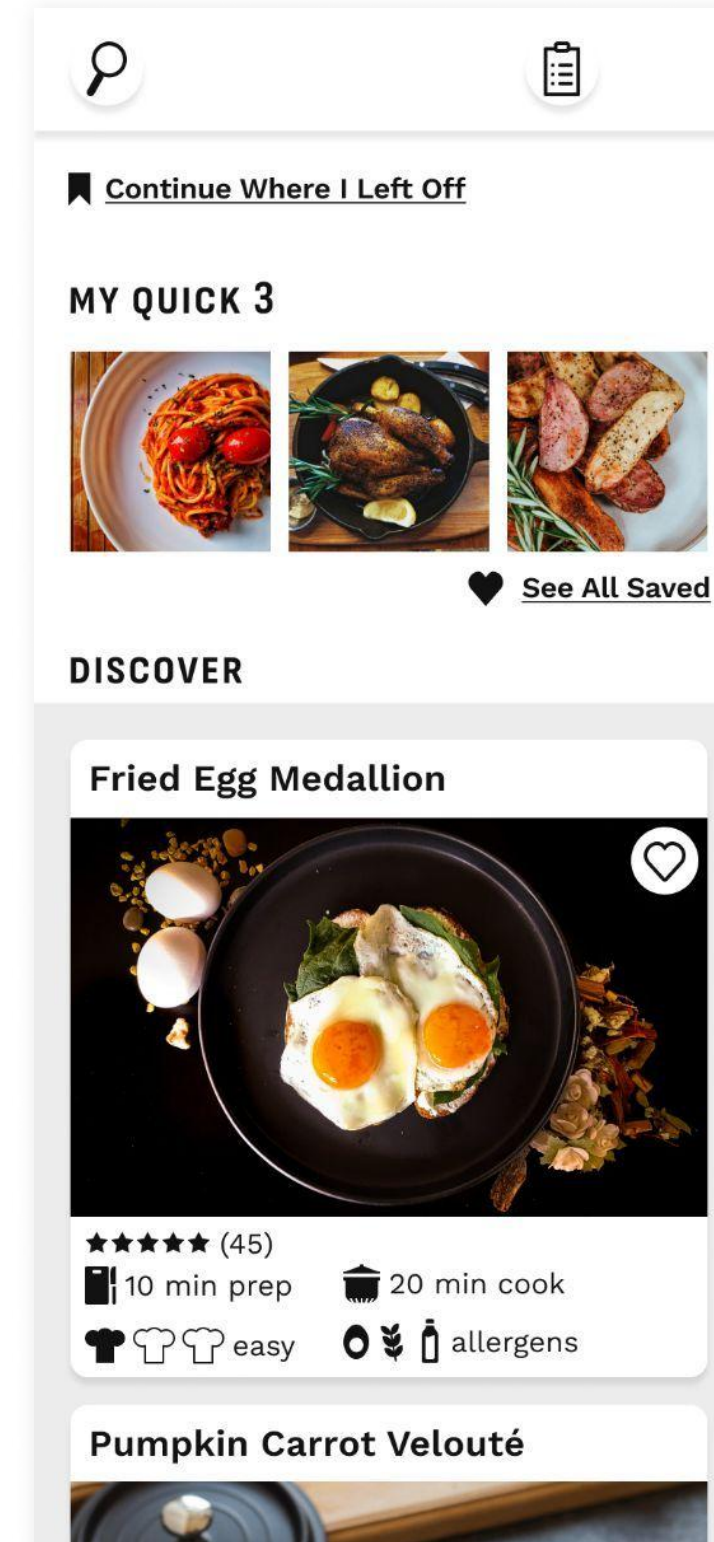 Continue Where I Left Off
MY QUICK 3
See All Saved
DISCOVER
Fried Egg Medallion
(45)
10 min prep
20 min cook
easy
allergens
Pumpkin Carrot Velouté